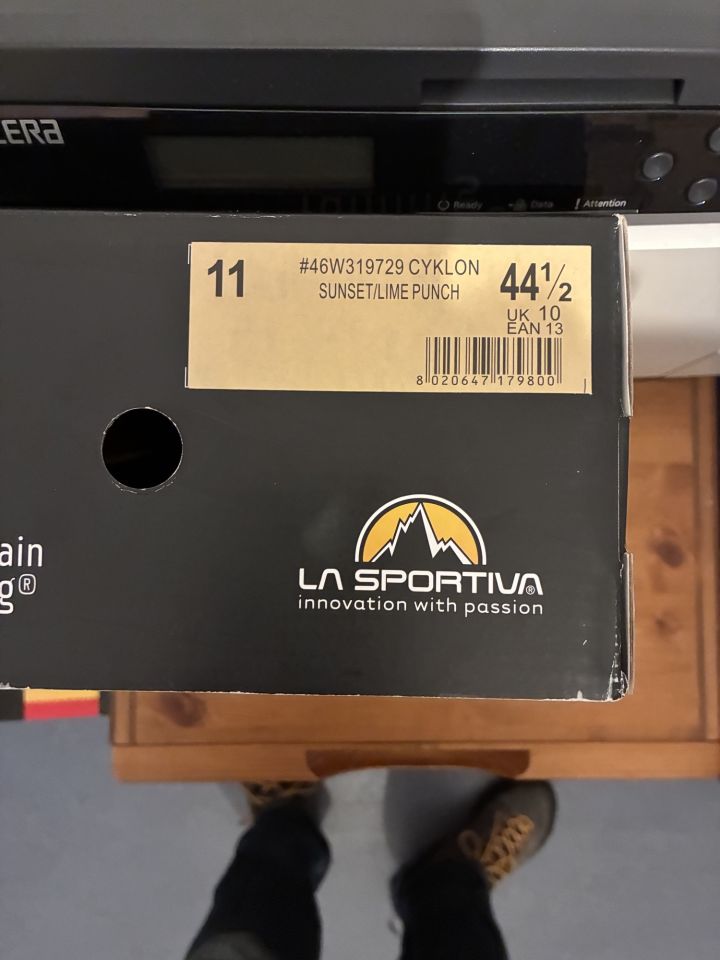 CERA
Ready
Data
! Attention
11
#46W319729 CYKLON
SUNSET/LIME PUNCH
44½
UK 10
EAN 13
8 020647 179800
ain
g®
LA SPORTIVA®
innovation with passion